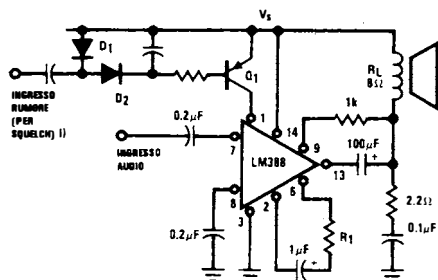 Vs
D1
D2
Q1
RL
8Ω
INGRESSO
RUMORE
(PER
SQUELCH) I)
1
14
1k
0.2μF
9
100μF
+
7
LM388
13
INGRESSO
AUDIO
8
6
2.2Ω
0.2μF
3
2
1μF
+
R1
0.1μF